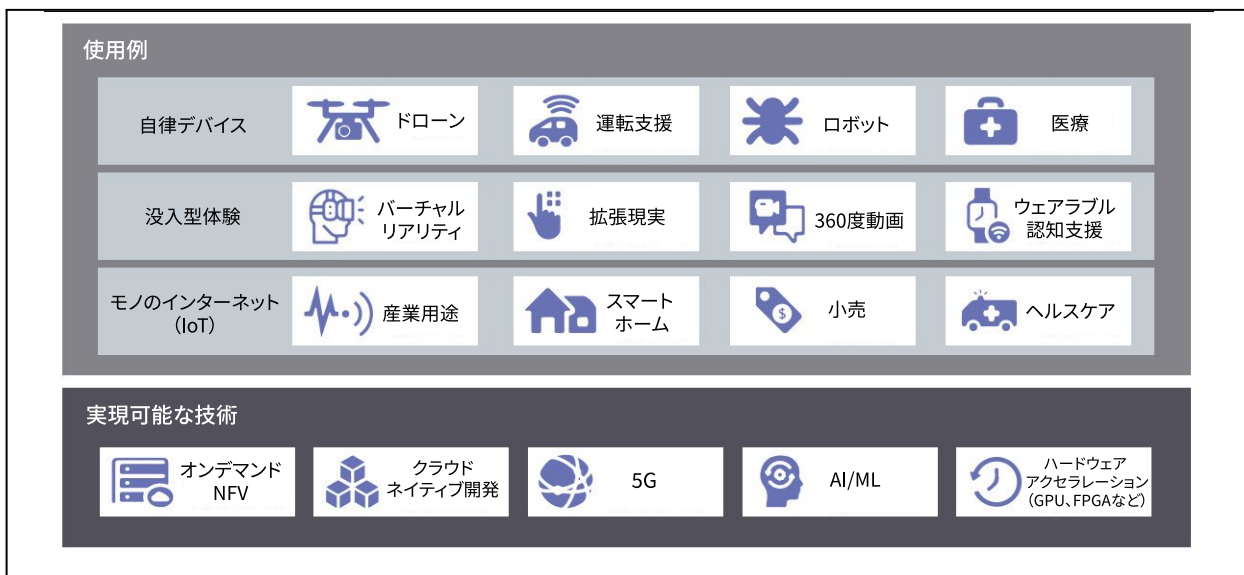 使用例
自律デバイス
ドローン
運転支援
ロボット
医療
没入型体験
バーチャル
リアリティ
拡張現実
360度動画
ウェアラブル
認知支援
モノのインターネット
(IoT)
産業用途
スマート
ホーム
$
小売
ヘルスケア
実現可能な技術
オンデマンド
NFV
クラウド
ネイティブ開発
5G
AI/ML
ハードウェア
アクセラレーション
(GPU、FPGAなど)